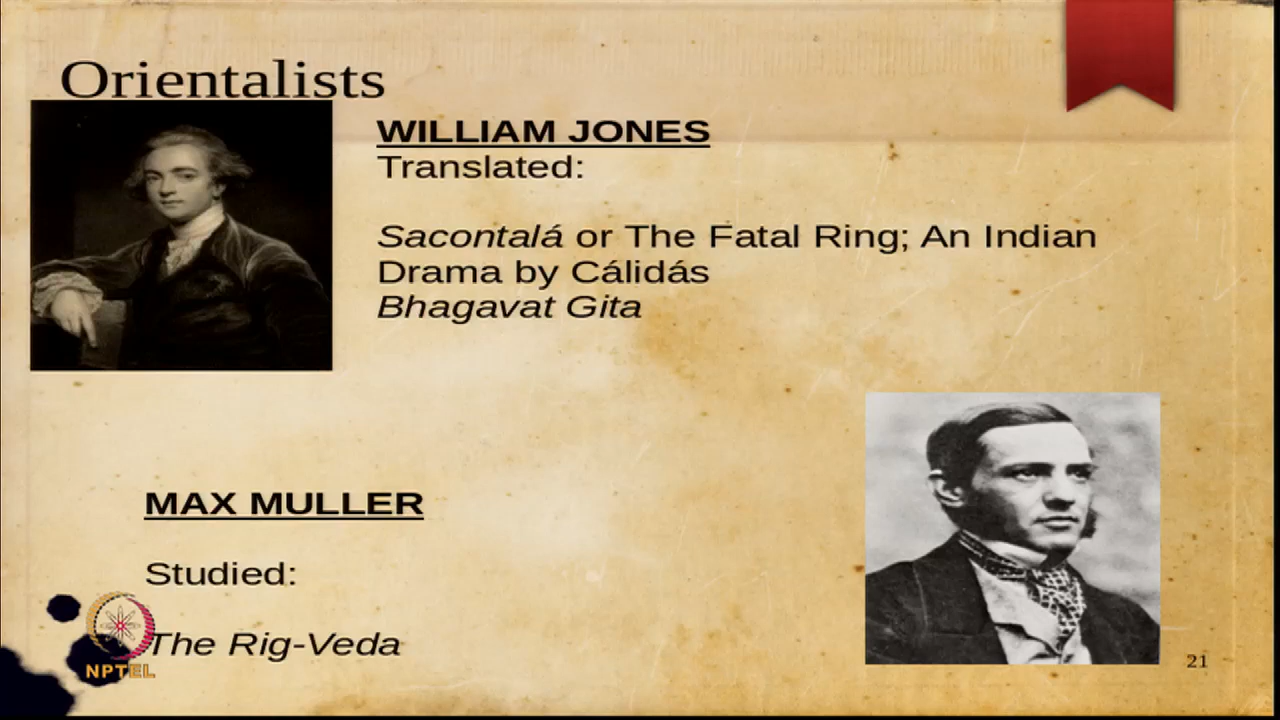 Orientalists
WILLIAM JONES
Translated:
Sacontalá or The Fatal Ring; An Indian
Drama by Cálidás
Bhagavat Gita
MAX MULLER
Studied:
The Rig-Veda
NPTEL
21